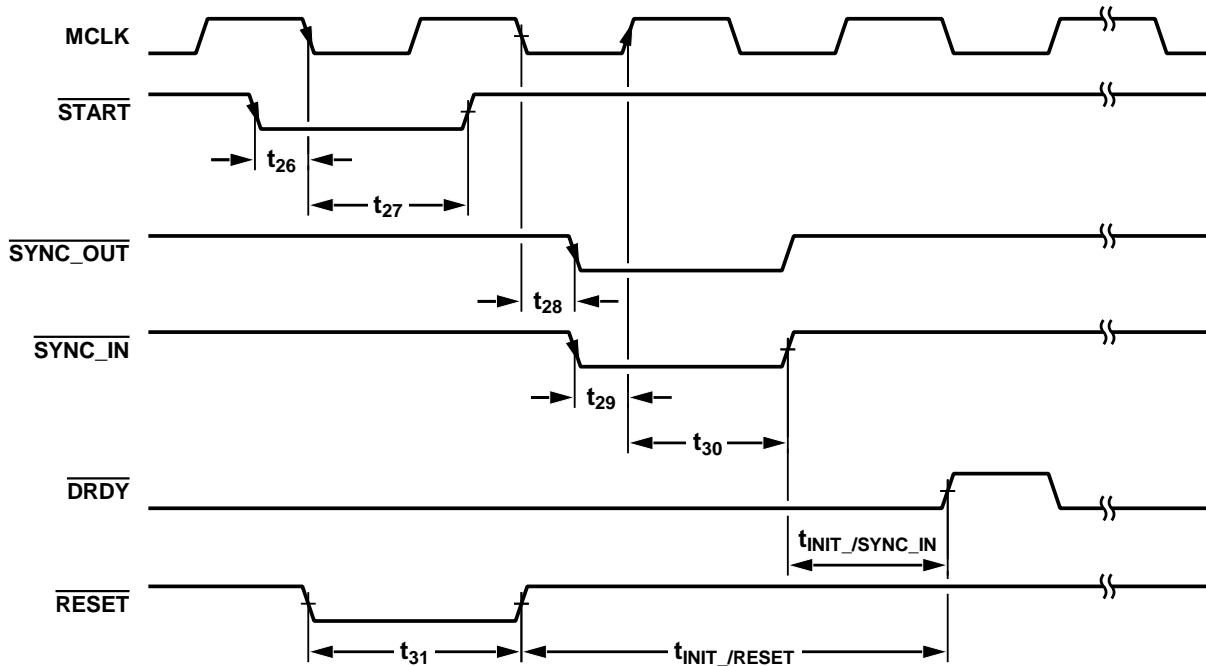 MCLK
START
t26
t27
SYNC_OUT
t28
SYNC_IN
t29
t30
DRDY
tINIT_/SYNC_IN
RESET
t31
tINIT_/RESET